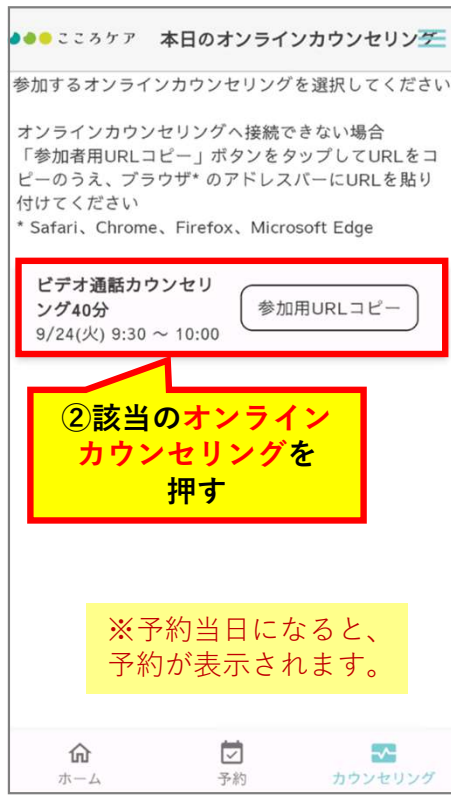 こころケア 本日のオンラインカウンセリング
参加するオンラインカウンセリングを選択してください
オンラインカウンセリングへ接続できない場合
「参加者用URLコピー」ボタンをタップしてURLをコ
ピーのうえ、ブラウザ* のアドレスバーにURLを貼り
付けてください
* Safari、Chrome、Firefox、Microsoft Edge
ビデオ通話カウンセリ
ング40分
9/24(火) 9:30 ~ 10:00
参加用URLコピー
②該当のオンライン
カウンセリングを
押す
※予約当日になると、
予約が表示されます。
ホーム 予約 カウンセリング